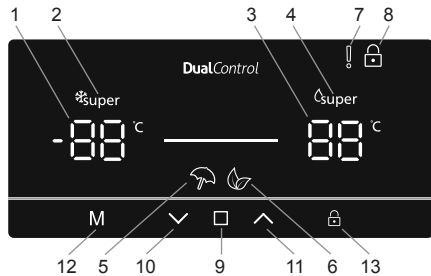 1 2 3 4 7 8
DualControl
super super
-88 °C 88 °C
M
12 5 10 9 11 6 13